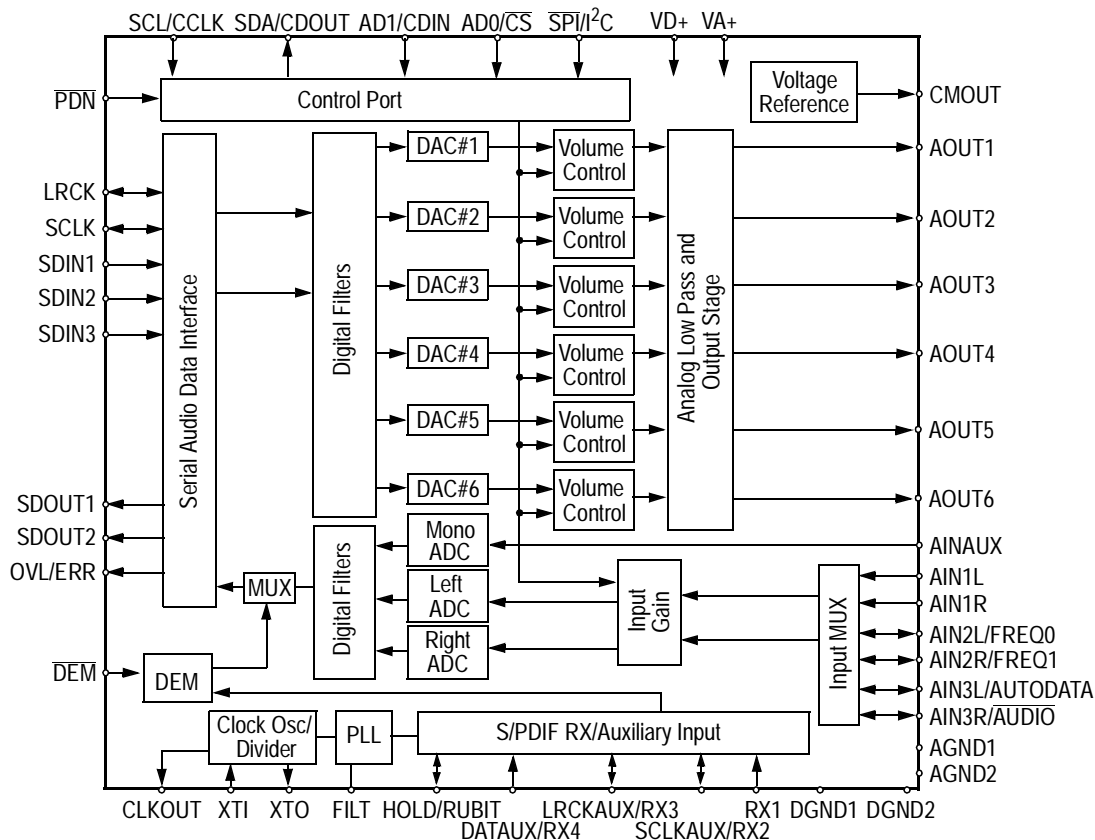 SCL/CCLK SDA/CDOUT AD1/CDIN AD0/CS SPI/I²C VD+ VA+
PDN
Control Port
Voltage
Reference
CMOUT
LRCK
SCLK
SDIN1
SDIN2
SDIN3
SDOUT1
SDOUT2
OVL/ERR
DEM
Serial Audio Data Interface
Digital Filters
DAC#1
DAC#2
DAC#3
DAC#4
DAC#5
DAC#6
Volume
Control
Volume
Control
Volume
Control
Volume
Control
Volume
Control
Volume
Control
Analog Low Pass and
Output Stage
AOUT1
AOUT2
AOUT3
AOUT4
AOUT5
AOUT6
MUX
Digital Filters
Mono
ADC
Left
ADC
Right
ADC
Input
Gain
Input MUX
AINAUX
AIN1L
AIN1R
AIN2L/FREQ0
AIN2R/FREQ1
AIN3L/AUTODATA
AIN3R/AUDIO
AGND1
AGND2
DEM
Clock Osc/
Divider
PLL
S/PDIF RX/Auxiliary Input
CLKOUT XTI XTO FILT HOLD/RUBIT LRCKAUX/RX3 RX1 DGND1 DGND2
DATAUX/RX4 SCLKAUX/RX2